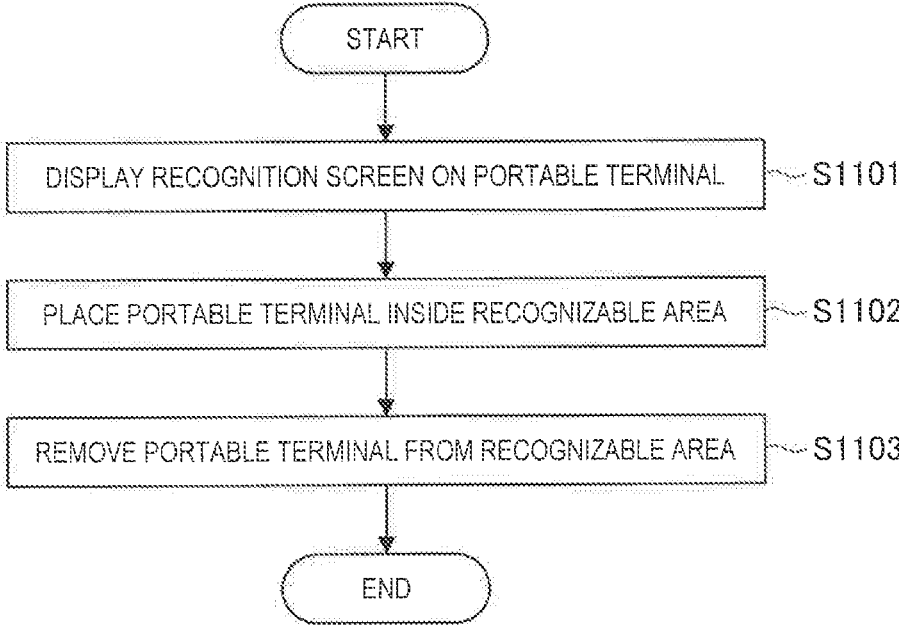 START
DISPLAY RECOGNITION SCREEN ON PORTABLE TERMINAL S1101
PLACE PORTABLE TERMINAL INSIDE RECOGNIZABLE AREA S1102
REMOVE PORTABLE TERMINAL FROM RECOGNIZABLE AREA S1103
END